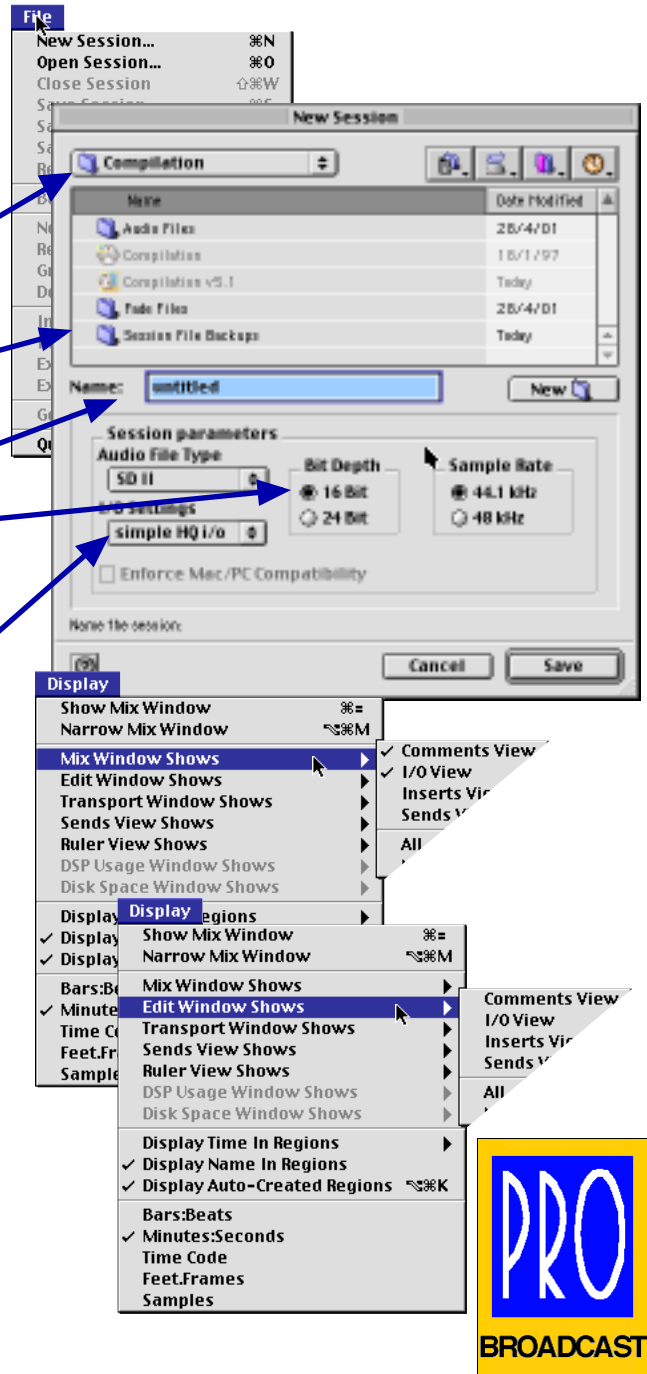 File
New Session... ⌘N
Open Session... ⌘O
Close Session ⇧⌘W
New Session
Compilation
Name Date Modified
Audio Files 28/4/01
Compilation 18/1/97
Compilation v5.1 Today
Fade Files 28/4/01
Session File Backups Today
Name: untitled New
Session parameters
Audio File Type
SD II
Bit Depth
16 Bit
24 Bit
Sample Rate
44.1 kHz
48 kHz
I/O Settings
simple HQ i/o
Enforce Mac/PC Compatibility
Name the session:
Cancel Save
Display
Show Mix Window ⌘=
Narrow Mix Window ⌥⌘M
Mix Window Shows
Edit Window Shows
Transport Window Shows
Sends View Shows
Ruler View Shows
DSP Usage Window Shows
Disk Space Window Shows
Comments View
I/O View
Inserts
Sends
All
Display
Display
Display
Display
Show Mix Window ⌘=
Narrow Mix Window ⌥⌘M
Mix Window Shows
Edit Window Shows
Transport Window Shows
Sends View Shows
Ruler View Shows
DSP Usage Window Shows
Disk Space Window Shows
Display Time In Regions
Display Name In Regions
Display Auto-Created Regions ⌥⌘K
Bars:Beats
Minutes:Seconds
Time Code
Feet.Frames
Samples
Comments View
I/O View
Inserts
Sends
All
PRO
BROADCAST